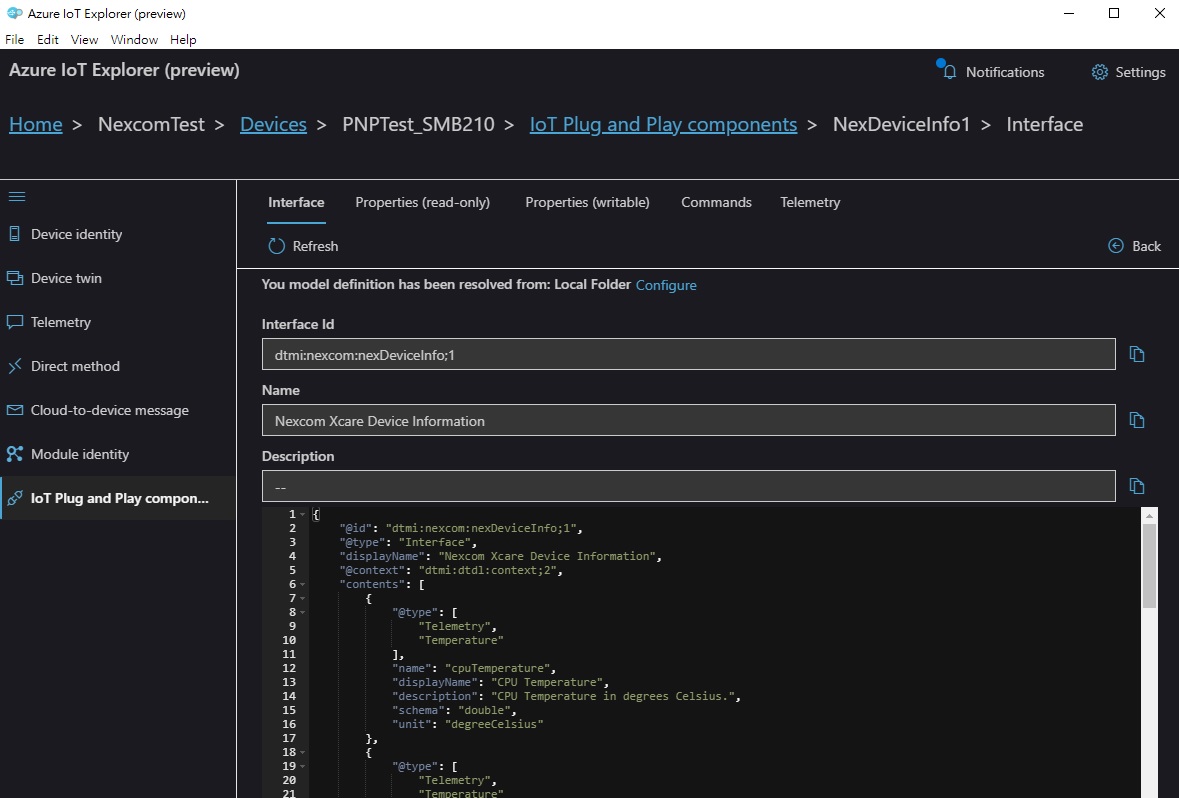 Azure IoT Explorer (preview)
File Edit View Window Help
Azure IoT Explorer (preview)
Notifications
Settings
Home > NexcomTest > Devices > PNPTest_SMB210 > IoT Plug and Play components > NexDeviceInfo1 > Interface
Device identity
Device twin
Telemetry
Direct method
Cloud-to-device message
Module identity
IoT Plug and Play compon...
Interface Properties (read-only) Properties (writable) Commands Telemetry
Refresh
Back
You model definition has been resolved from: Local Folder Configure
Interface Id
dtmi:nexcom:nexDeviceInfo;1
Name
Nexcom Xcare Device Information
Description
--
1 {
2 "@id": "dtmi:nexcom:nexDeviceInfo;1",
3 "@type": "Interface",
4 "displayName": "Nexcom Xcare Device Information",
5 "@context": "dtmi:dtdl:context;2",
6 "contents": [
7 {
8 "@type": [
9 "Telemetry",
10 "Temperature"
11 ],
12 "name": "cpuTemperature",
13 "displayName": "CPU Temperature",
14 "description": "CPU Temperature in degrees Celsius.",
15 "schema": "double",
16 "unit": "degreeCelsius"
17 },
18 {
19 "@type": [
20 "Telemetry",
21 "Temperature"